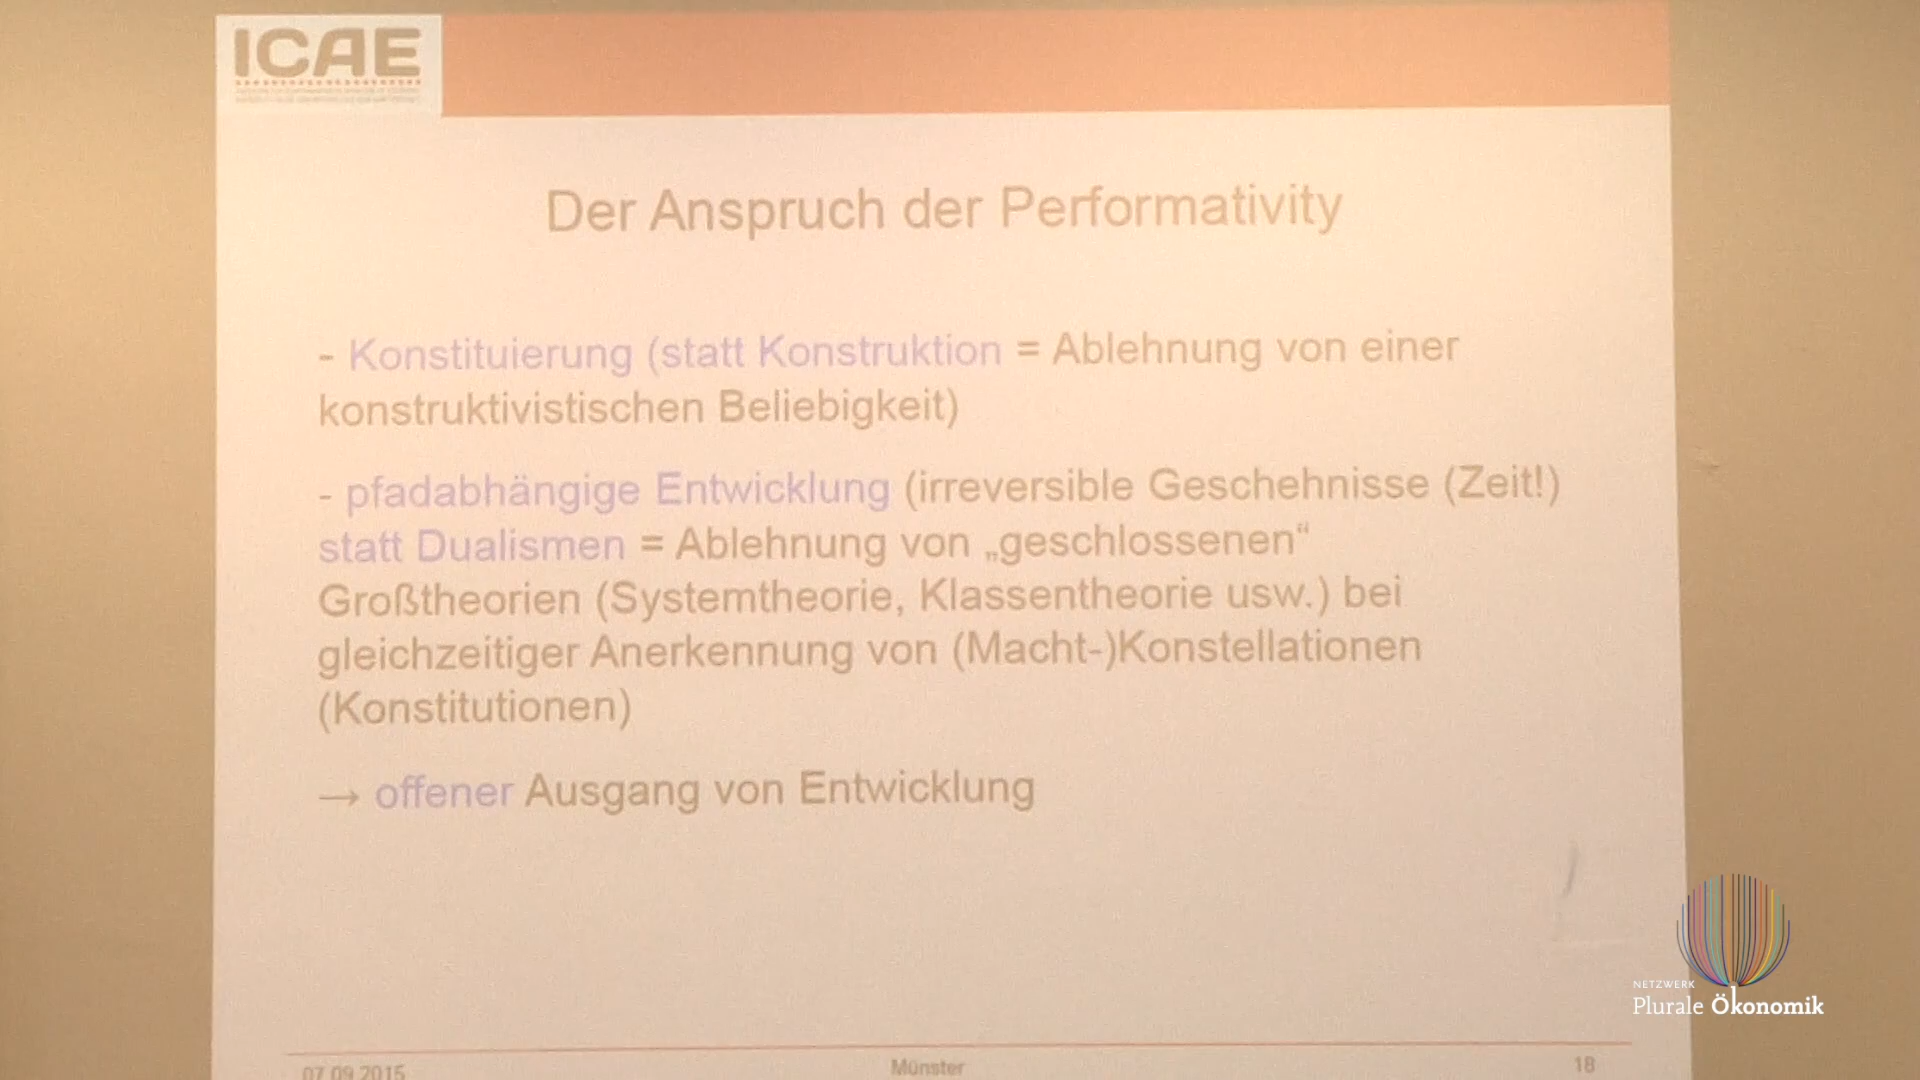 ICAE
Der Anspruch der Performativity
- Konstituierung (statt Konstruktion = Ablehnung von einer
konstruktivistischen Beliebigkeit)
- pfadabhängige Entwicklung (irreversible Geschehnisse (Zeit!)
statt Dualismen = Ablehnung von „geschlossenen“
Großtheorien (Systemtheorie, Klassentheorie usw.) bei
gleichzeitiger Anerkennung von (Macht-)Konstellationen
(Konstitutionen)
→ offener Ausgang von Entwicklung
07.09.2015
Münster
18
NETZWERK
Plurale Ökonomik